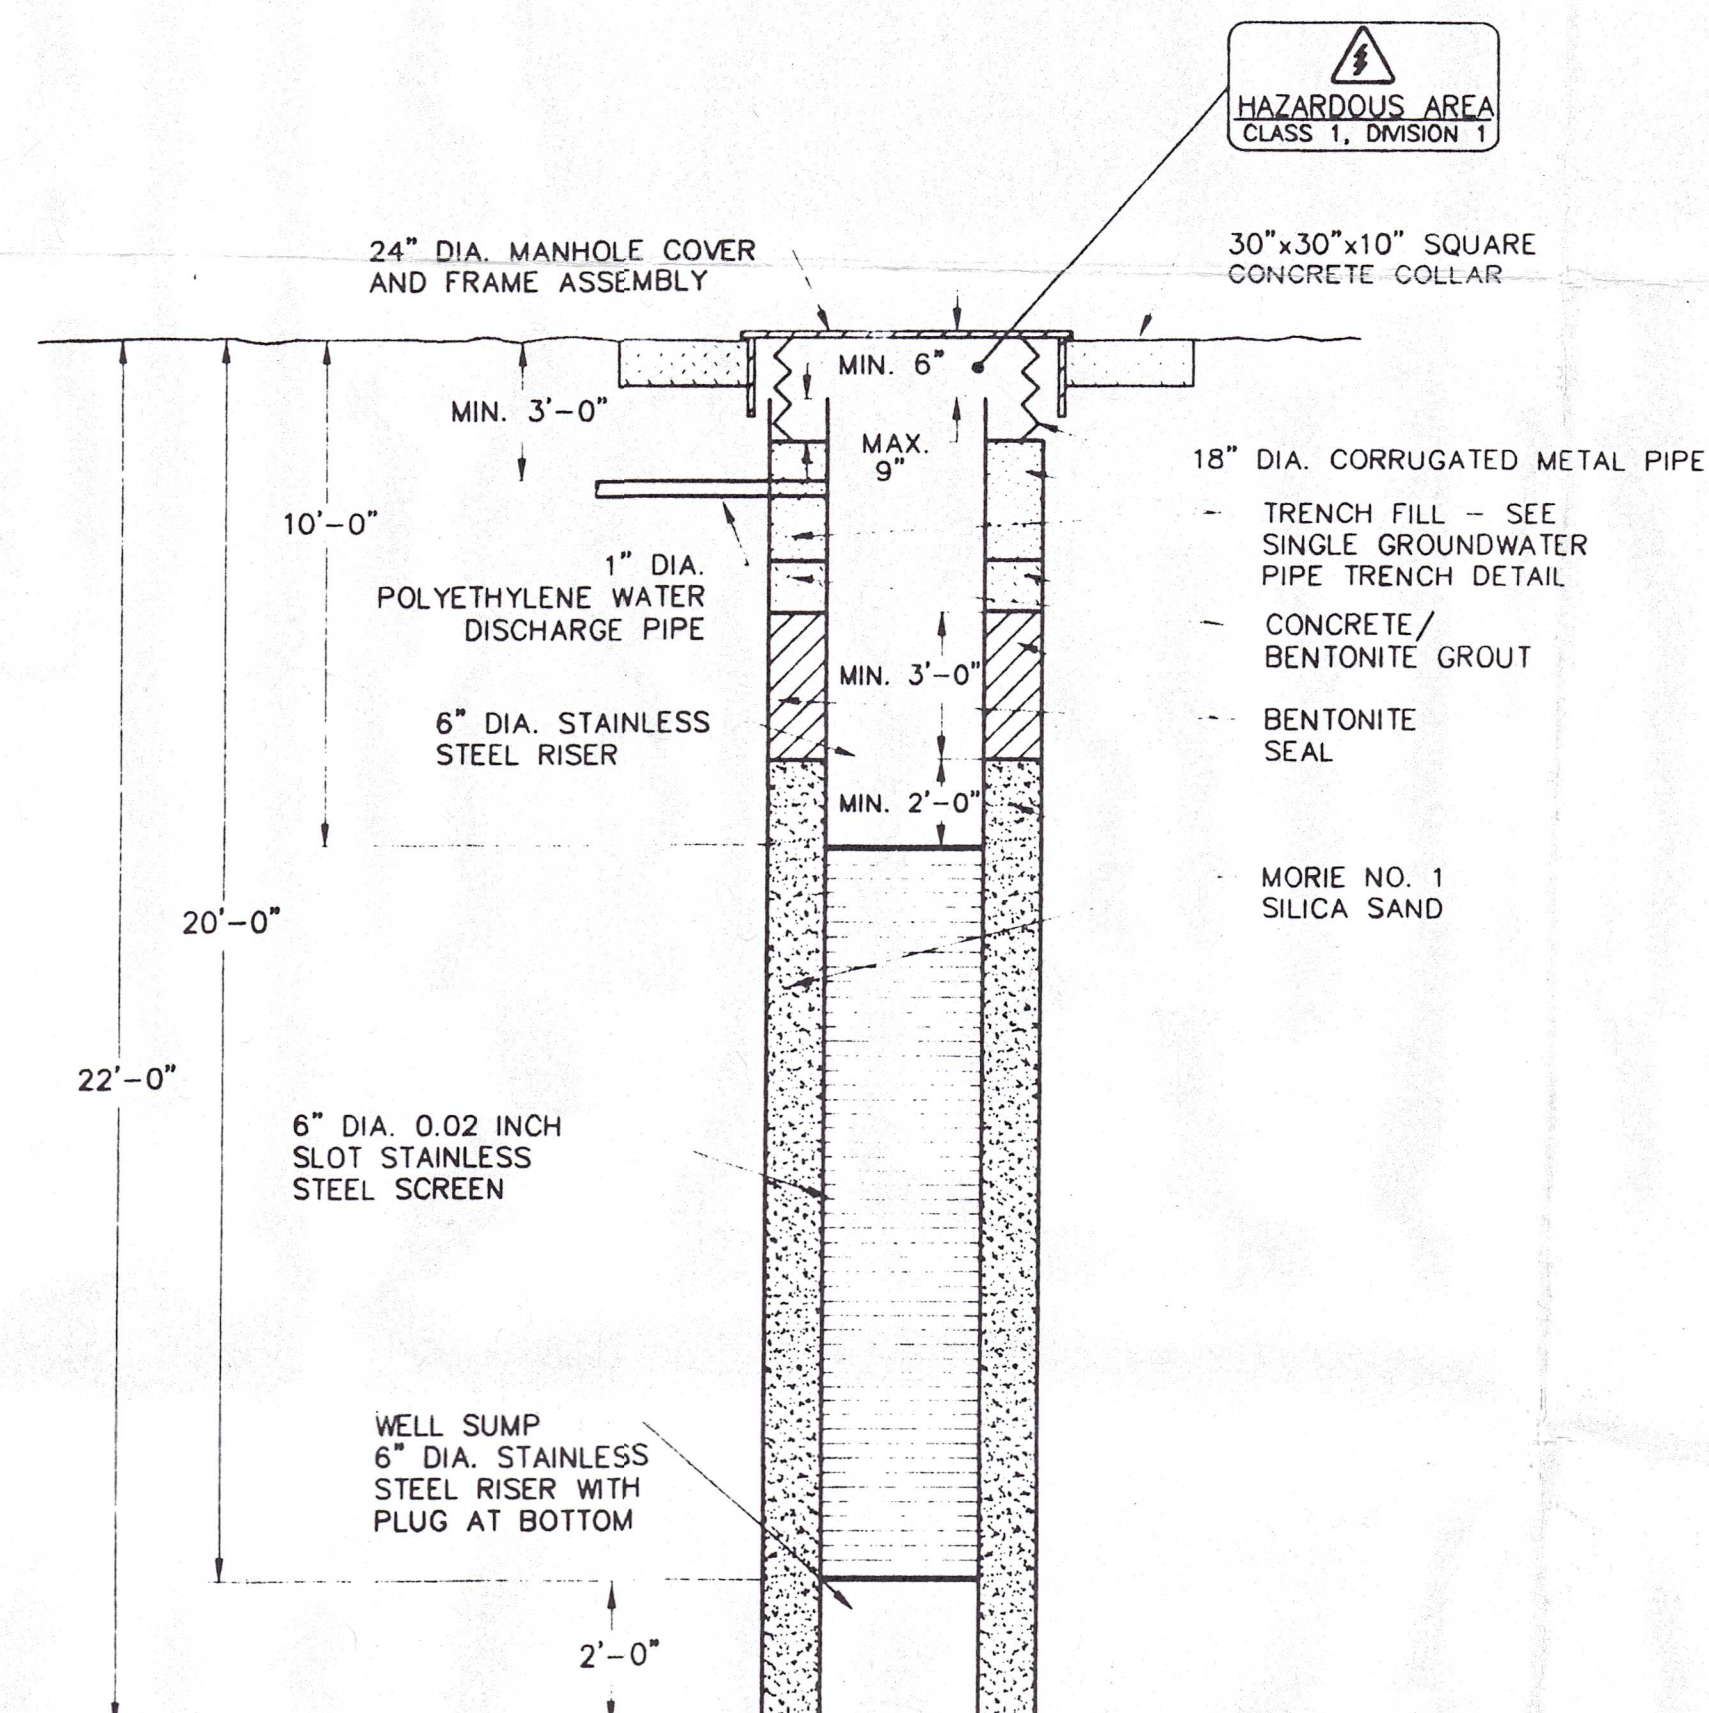 HAZARDOUS AREA
CLASS 1, DIVISION 1
24" DIA. MANHOLE COVER
AND FRAME ASSEMBLY
30"x30"x10" SQUARE
CONCRETE COLLAR
MIN. 6"
MIN. 3'-0"
MAX.
9"
18" DIA. CORRUGATED METAL PIPE
10'-0"
TRENCH FILL - SEE
SINGLE GROUNDWATER
PIPE TRENCH DETAIL
1" DIA.
POLYETHYLENE WATER
DISCHARGE PIPE
CONCRETE/
BENTONITE GROUT
MIN. 3'-0"
6" DIA. STAINLESS
STEEL RISER
BENTONITE
SEAL
MIN. 2'-0"
MORIE NO. 1
SILICA SAND
20'-0"
22'-0"
6" DIA. 0.02 INCH
SLOT STAINLESS
STEEL SCREEN
WELL SUMP
6" DIA. STAINLESS
STEEL RISER WITH
PLUG AT BOTTOM
2'-0"